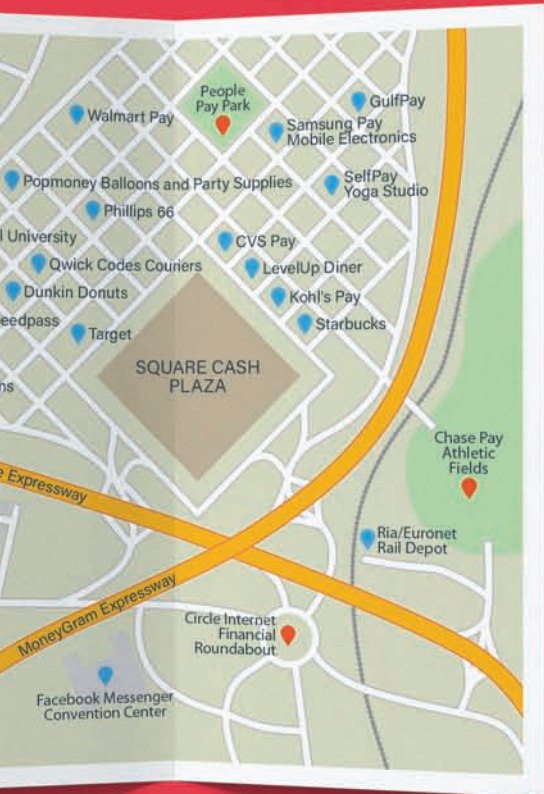 People
Pay Park
GulfPay
Walmart Pay
Samsung Pay
Mobile Electronics
SelfPay
Yoga Studio
Popmoney Balloons and Party Supplies
Phillips 66
University
CVS Pay
Qwick Codes Couriers
LevelUp Diner
Dunkin Donuts
Kohl's Pay
Starbucks
Target
SQUARE CASH
PLAZA
Chase Pay
Athletic
Fields
Expressway
Ria/Euronet
Rail Depot
MoneyGram Expressway
Circle Internet
Financial
Roundabout
Facebook Messenger
Convention Center